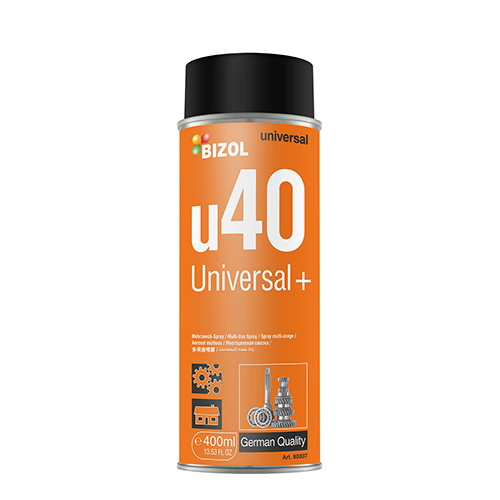 universal
BIZOL
u40
Universal +
Mehrzweck-Spray / Multi-Use Spray / Spray multi-usage /
Aerosol multiuso / Многоцелевая смазка /
多用途喷雾 /
℮ 400ml
13.53 FL OZ
German Quality
Art. 80007